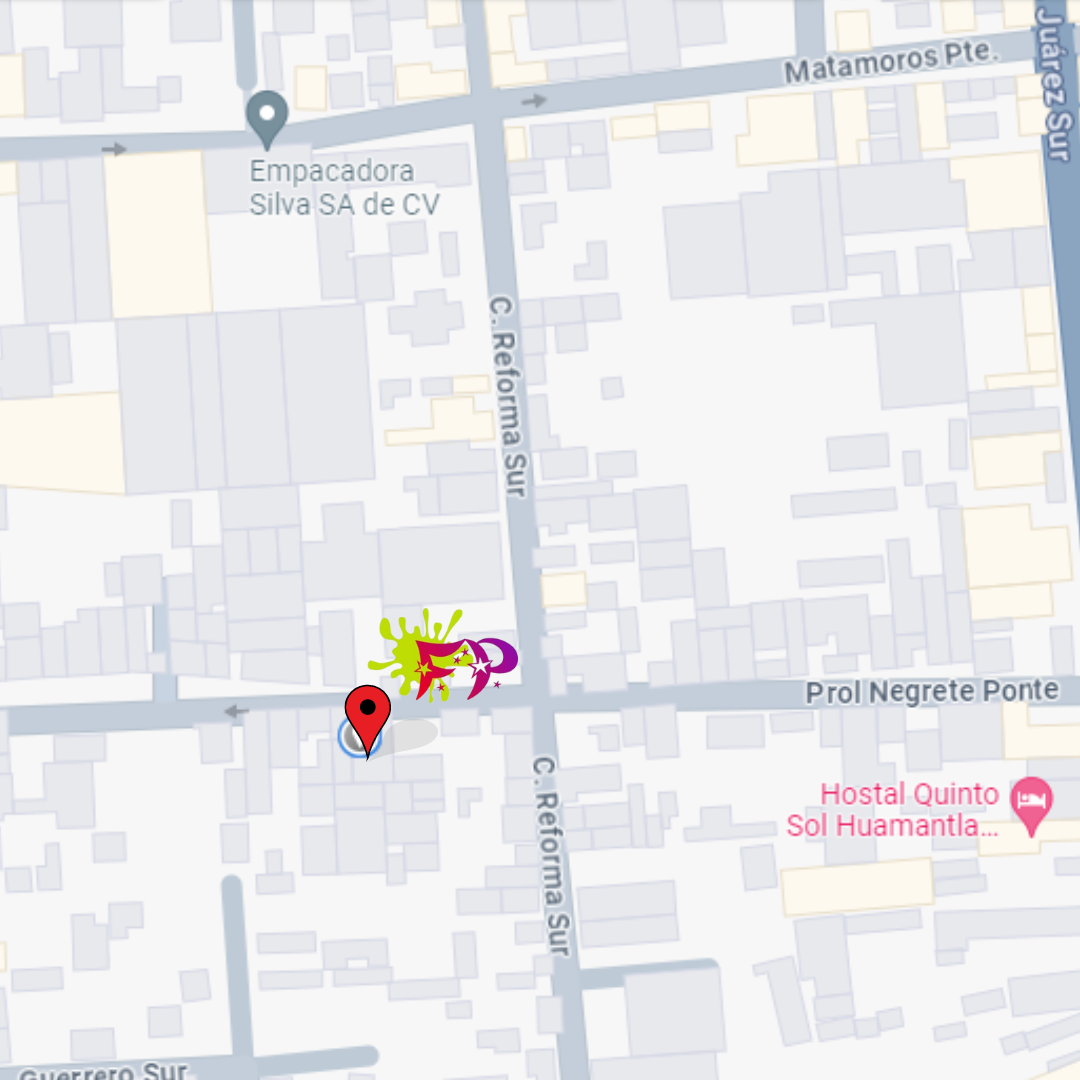 Juárez Sur
Matamoros Pte.
Empacadora
Silva SA de CV
C. Reforma Sur
Prol Negrete Ponte
C. Reforma Sur
Hostal Quinto
Sol Huamantla...
Guerrero Sur